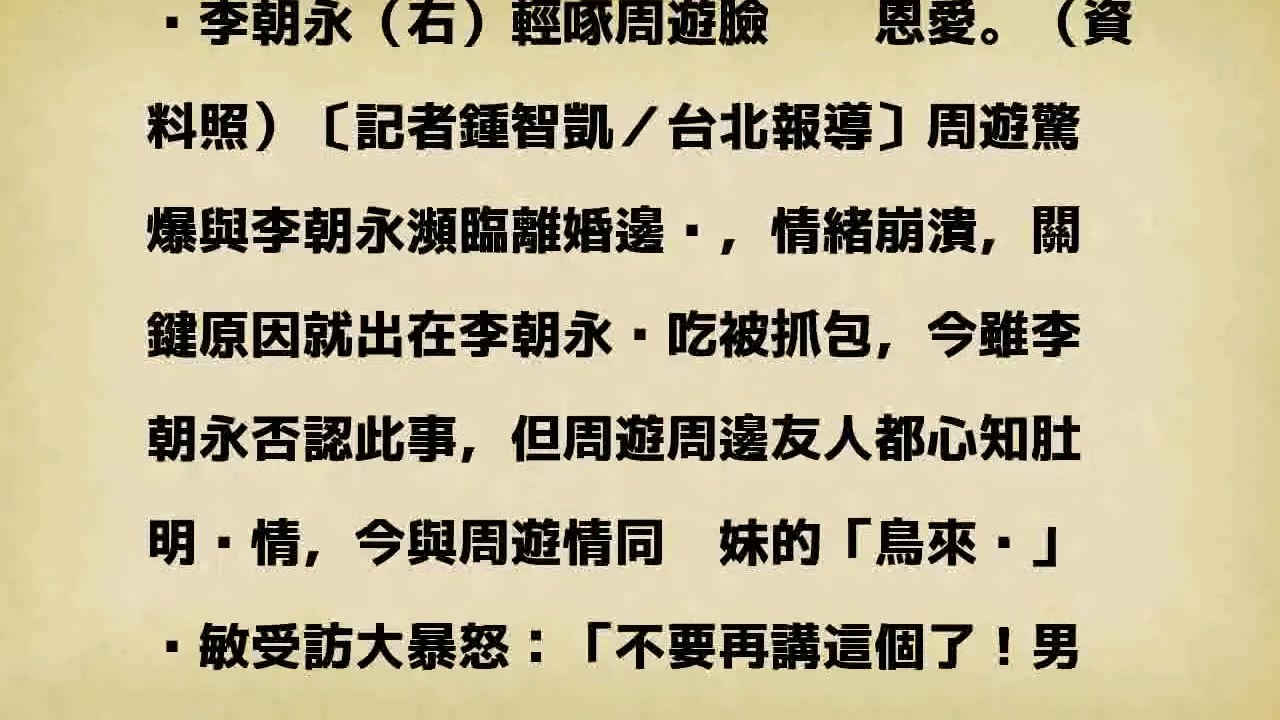 ▪李朝永（右）輕啄周遊臉　　恩愛。（資
料照）〔記者鍾智凱／台北報導〕周遊驚
爆與李朝永瀕臨離婚邊▪，情緒崩潰，關
鍵原因就出在李朝永▪吃被抓包，今雖李
朝永否認此事，但周遊周邊友人都心知肚
明▪情，今與周遊情同　妹的「烏來▪」
▪敏受訪大暴怒：「不要再講這個了！男